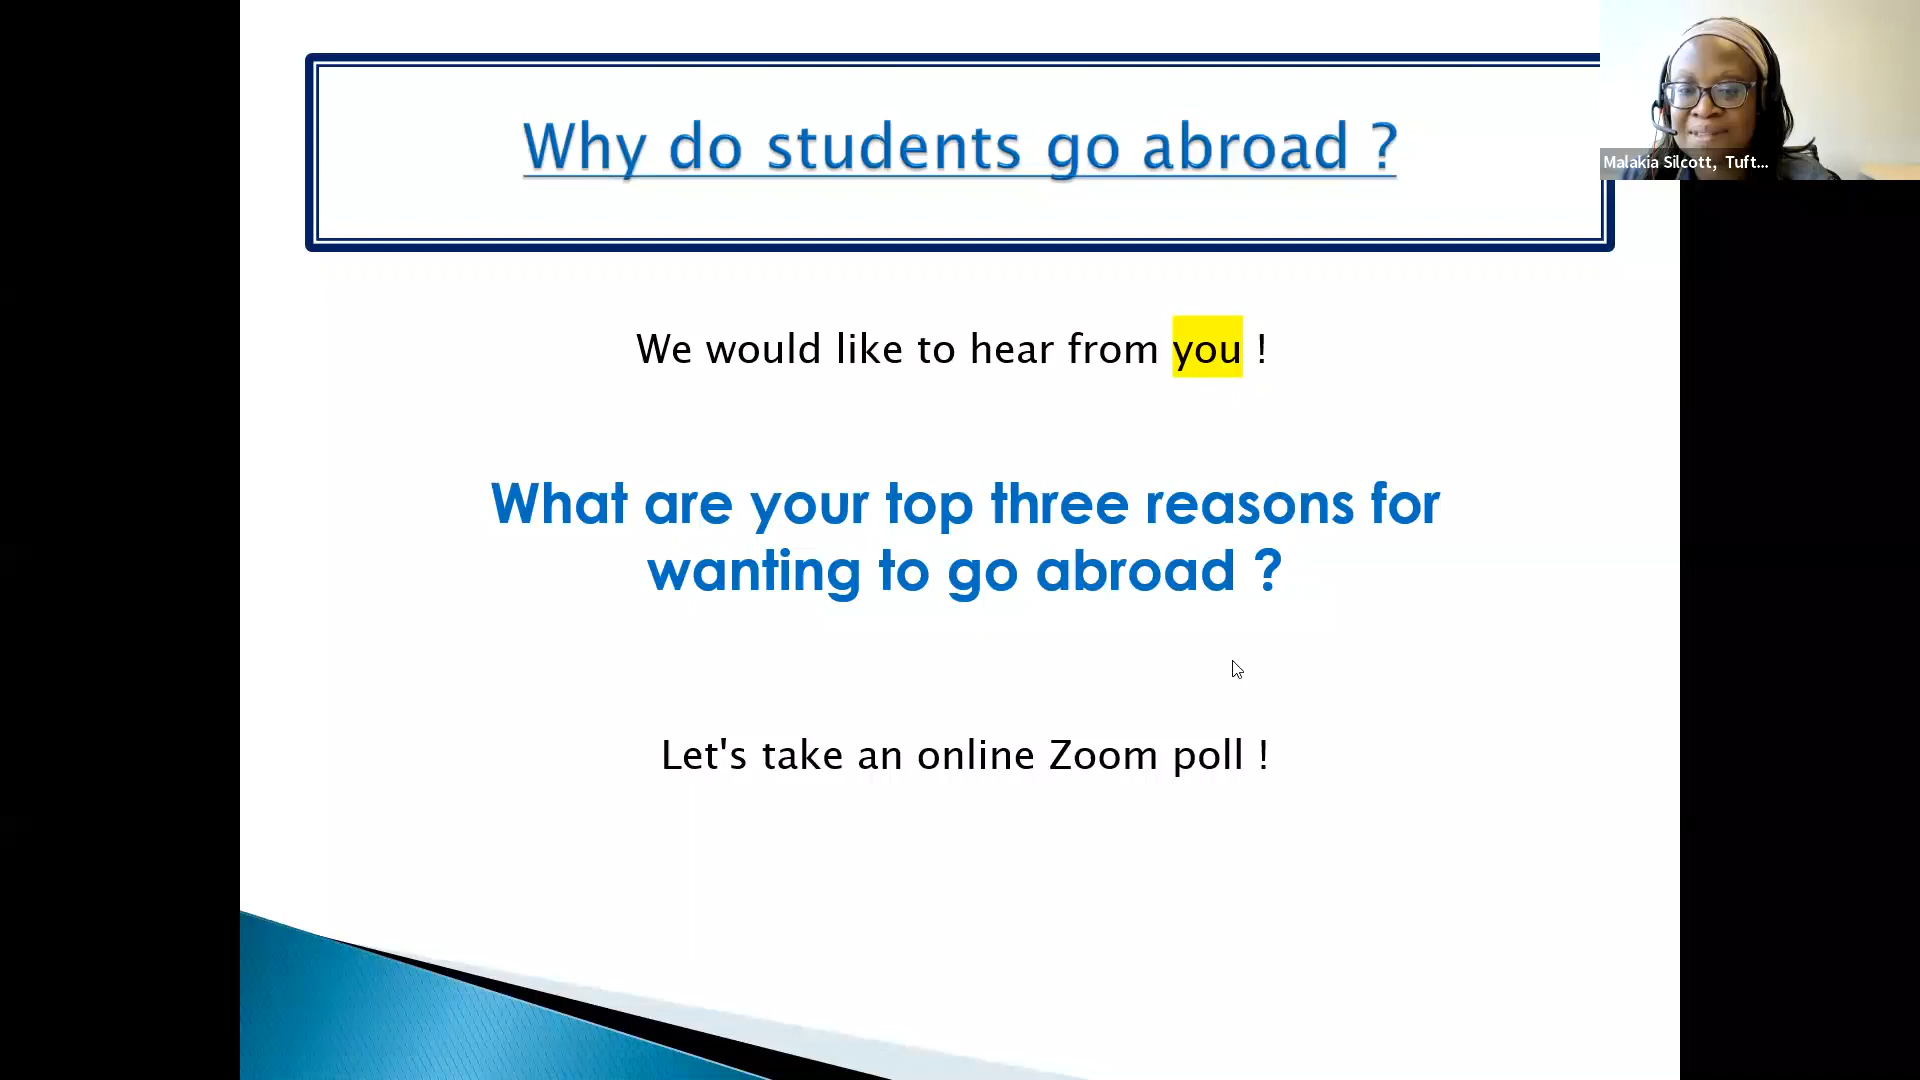 Why do students go abroad ?
Malakia Silcott, Tuft...
We would like to hear from you !
What are your top three reasons for
wanting to go abroad ?
Let's take an online Zoom poll !